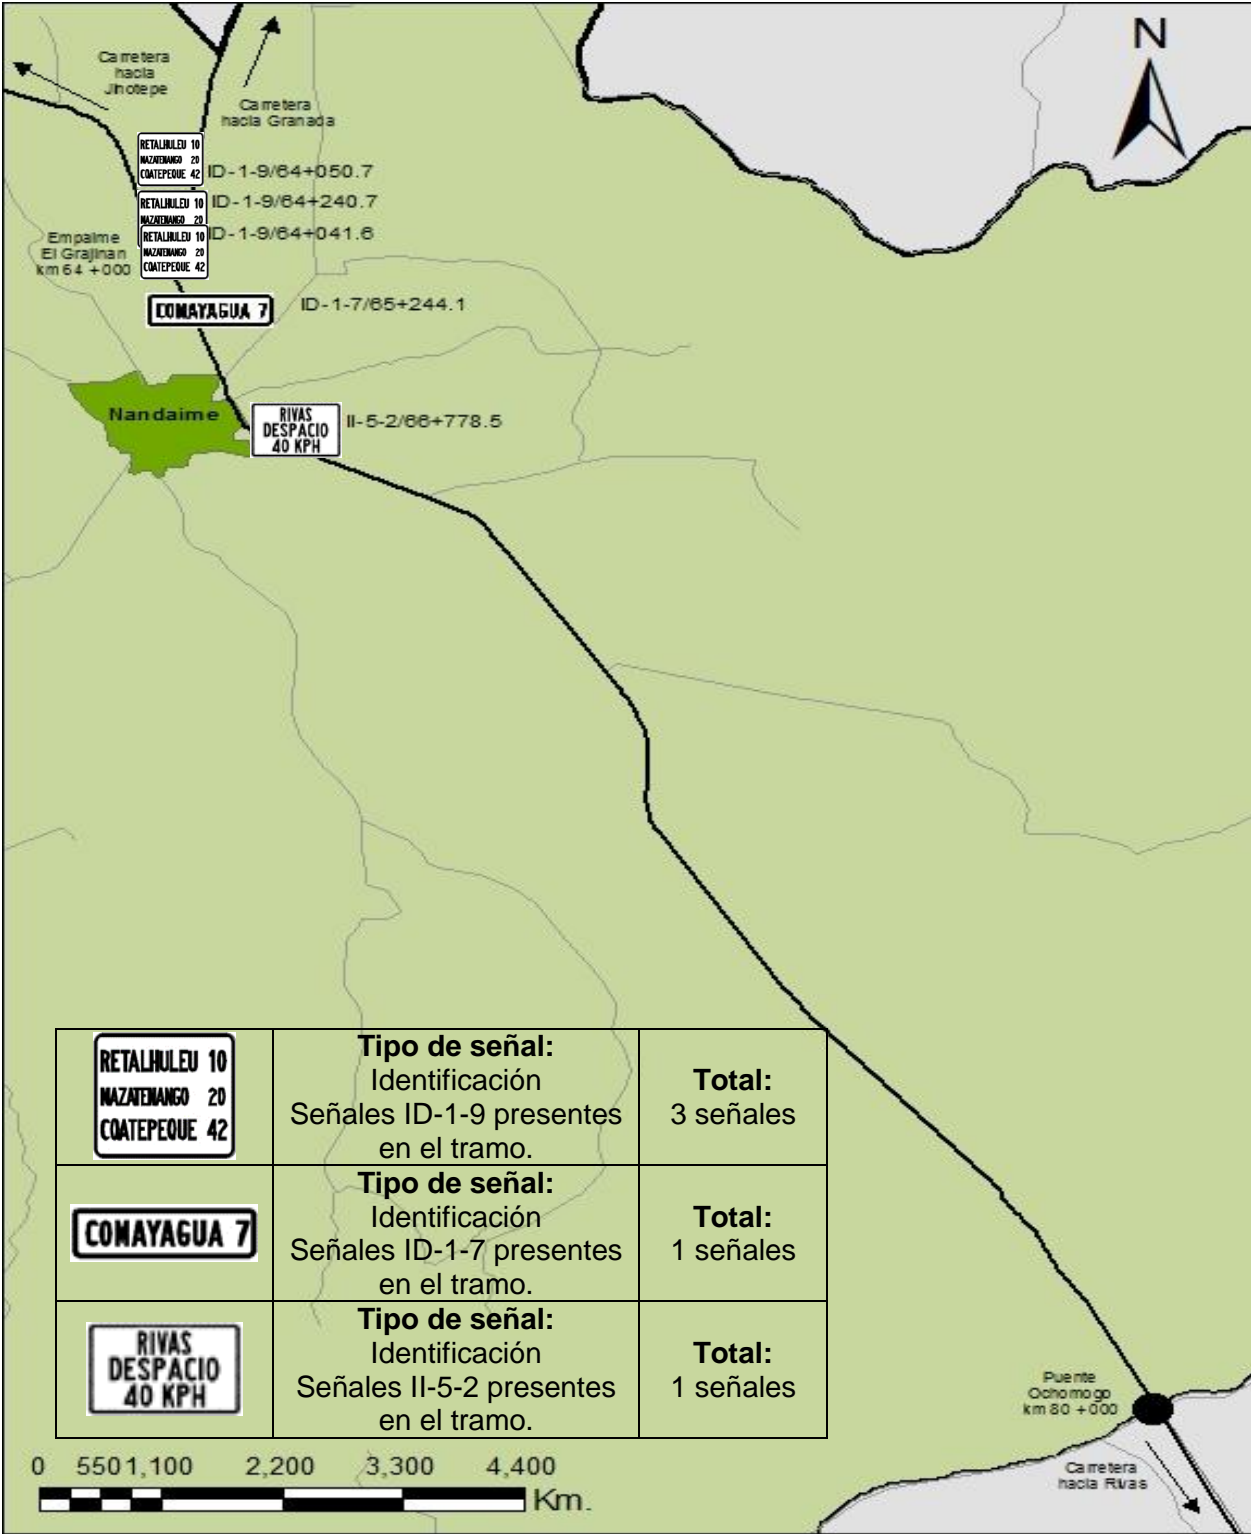 N
Carretera
hacia
Jinotepe
Carretera
hacia Granada
RETALHULEU 10
MAZATENANGO 20
COATEPEQUE 42
ID-1-9/64+050.7
RETALHULEU 10
MAZATENANGO 20
ID-1-9/64+240.7
RETALHULEU 10
MAZATENANGO 20
COATEPEQUE 42
ID-1-9/64+041.6
Empalme
El Grajinan
km 64 +000
COMAYAGUA 7
ID-1-7/65+244.1
Nandaime
RIVAS
DESPACIO
40 KPH
II-5-2/66+778.5
RETALHULEU 10
MAZATENANGO 20
COATEPEQUE 42
Tipo de señal:
Identificación
Señales ID-1-9 presentes
en el tramo.
Total:
3 señales
COMAYAGUA 7
Tipo de señal:
Identificación
Señales ID-1-7 presentes
en el tramo.
Total:
1 señales
RIVAS
DESPACIO
40 KPH
Tipo de señal:
Identificación
Señales II-5-2 presentes
en el tramo.
Total:
1 señales
Puente
Ochomogo
km 80 +000
Carretera
hacia Rivas
0 550 1,100 2,200 3,300 4,400
Km.